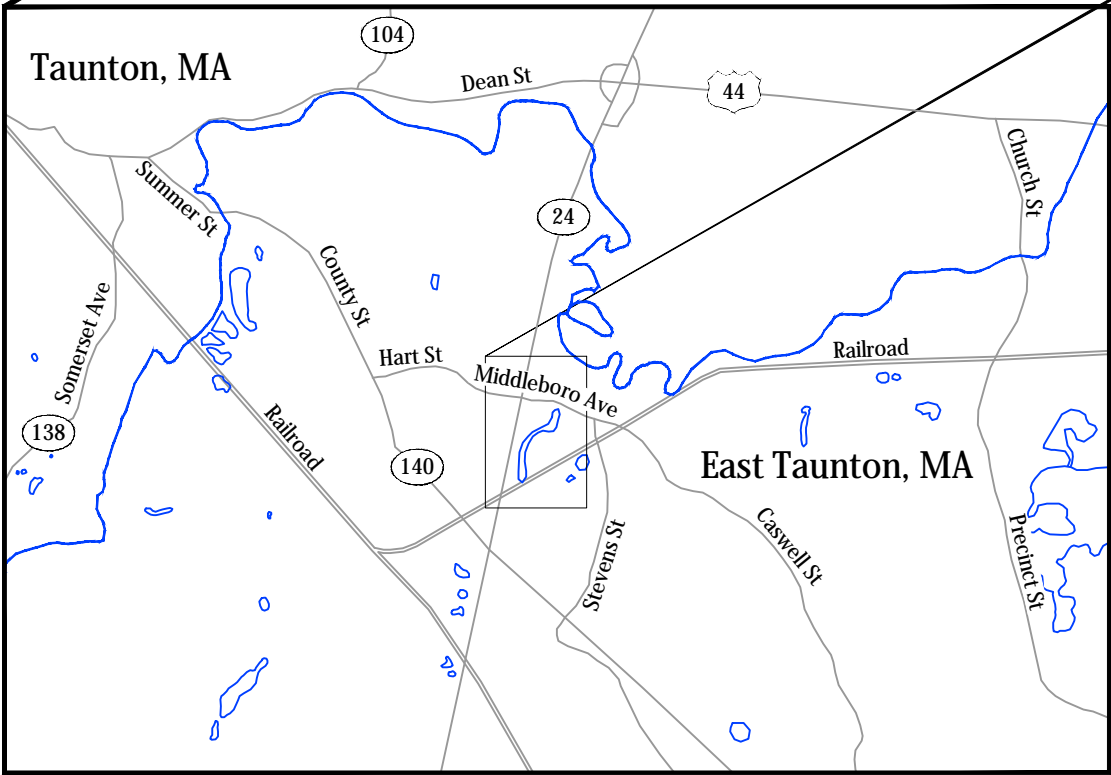 104
Taunton, MA
Dean St
44
Church St
Summer St
24
County St
Somerset Ave
Hart St
Railroad
Middleboro Ave
138
Railroad
140
East Taunton, MA
Caswell St
Stevens St
Precinct St